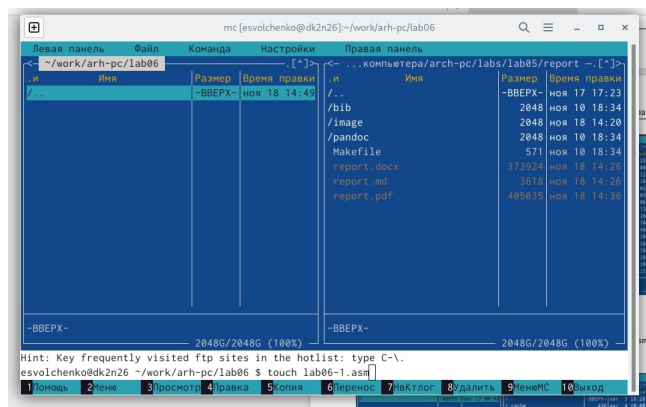 mc [esvolchenko@dk2n26]:~/work/arh-pc/lab06
Левая панель Файл Команда Настройки Правая панель
<— ~/work/arh-pc/lab06 .[^]> <— ...компьютера/arch-pc/labs/lab05/report —.[^]>
.и Имя Размер Время правки .и Имя Размер Время правки
/.. -ВВЕРХ- ноя 18 14:49 /.. -ВВЕРХ- ноя 17 17:23
/bib 2048 ноя 10 18:34
/image 2048 ноя 18 14:20
/pandoc 2048 ноя 10 18:34
Makefile 571 ноя 10 18:34
report.docx 373924 ноя 18 14:26
report.md 3618 ноя 18 14:26
report.pdf 405035 ноя 18 14:36
-ВВЕРХ- -ВВЕРХ-
2048G/2048G (100%) 2048G/2048G (100%)
Hint: Key frequently visited ftp sites in the hotlist: type C-\.
esvolchenko@dk2n26 ~/work/arh-pc/lab06 $ touch lab06-1.asm
1Помощь 2Меню 3Просмотр 4Правка 5Копия 6Перенос 7НвКтлог 8Удалить 9МенюМС 10Выход